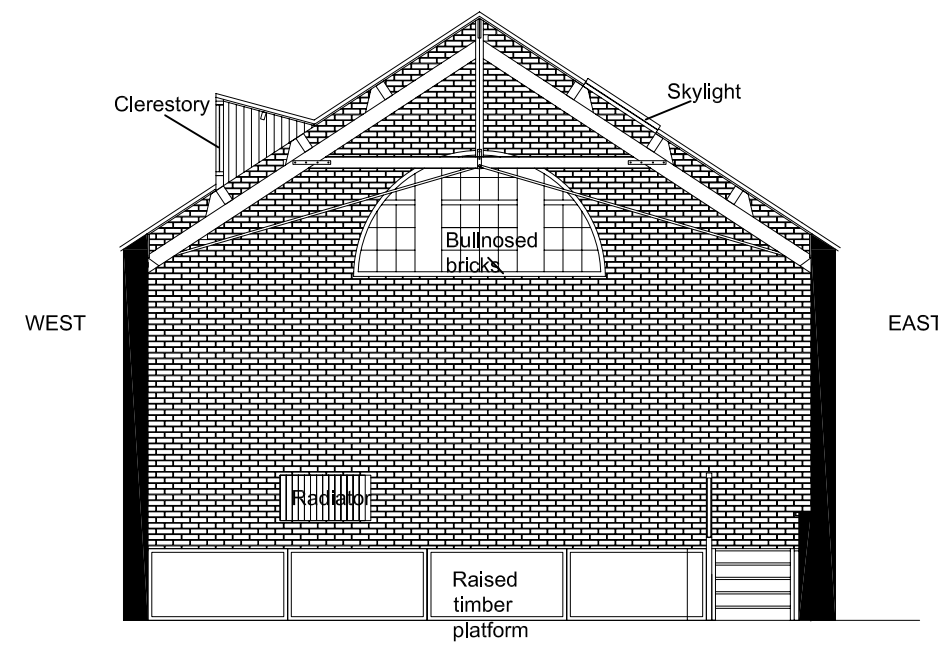 Skylight
Clerestory
Bullnosed
bricks
WEST
EAST
Radiator
Raised
timber
platform